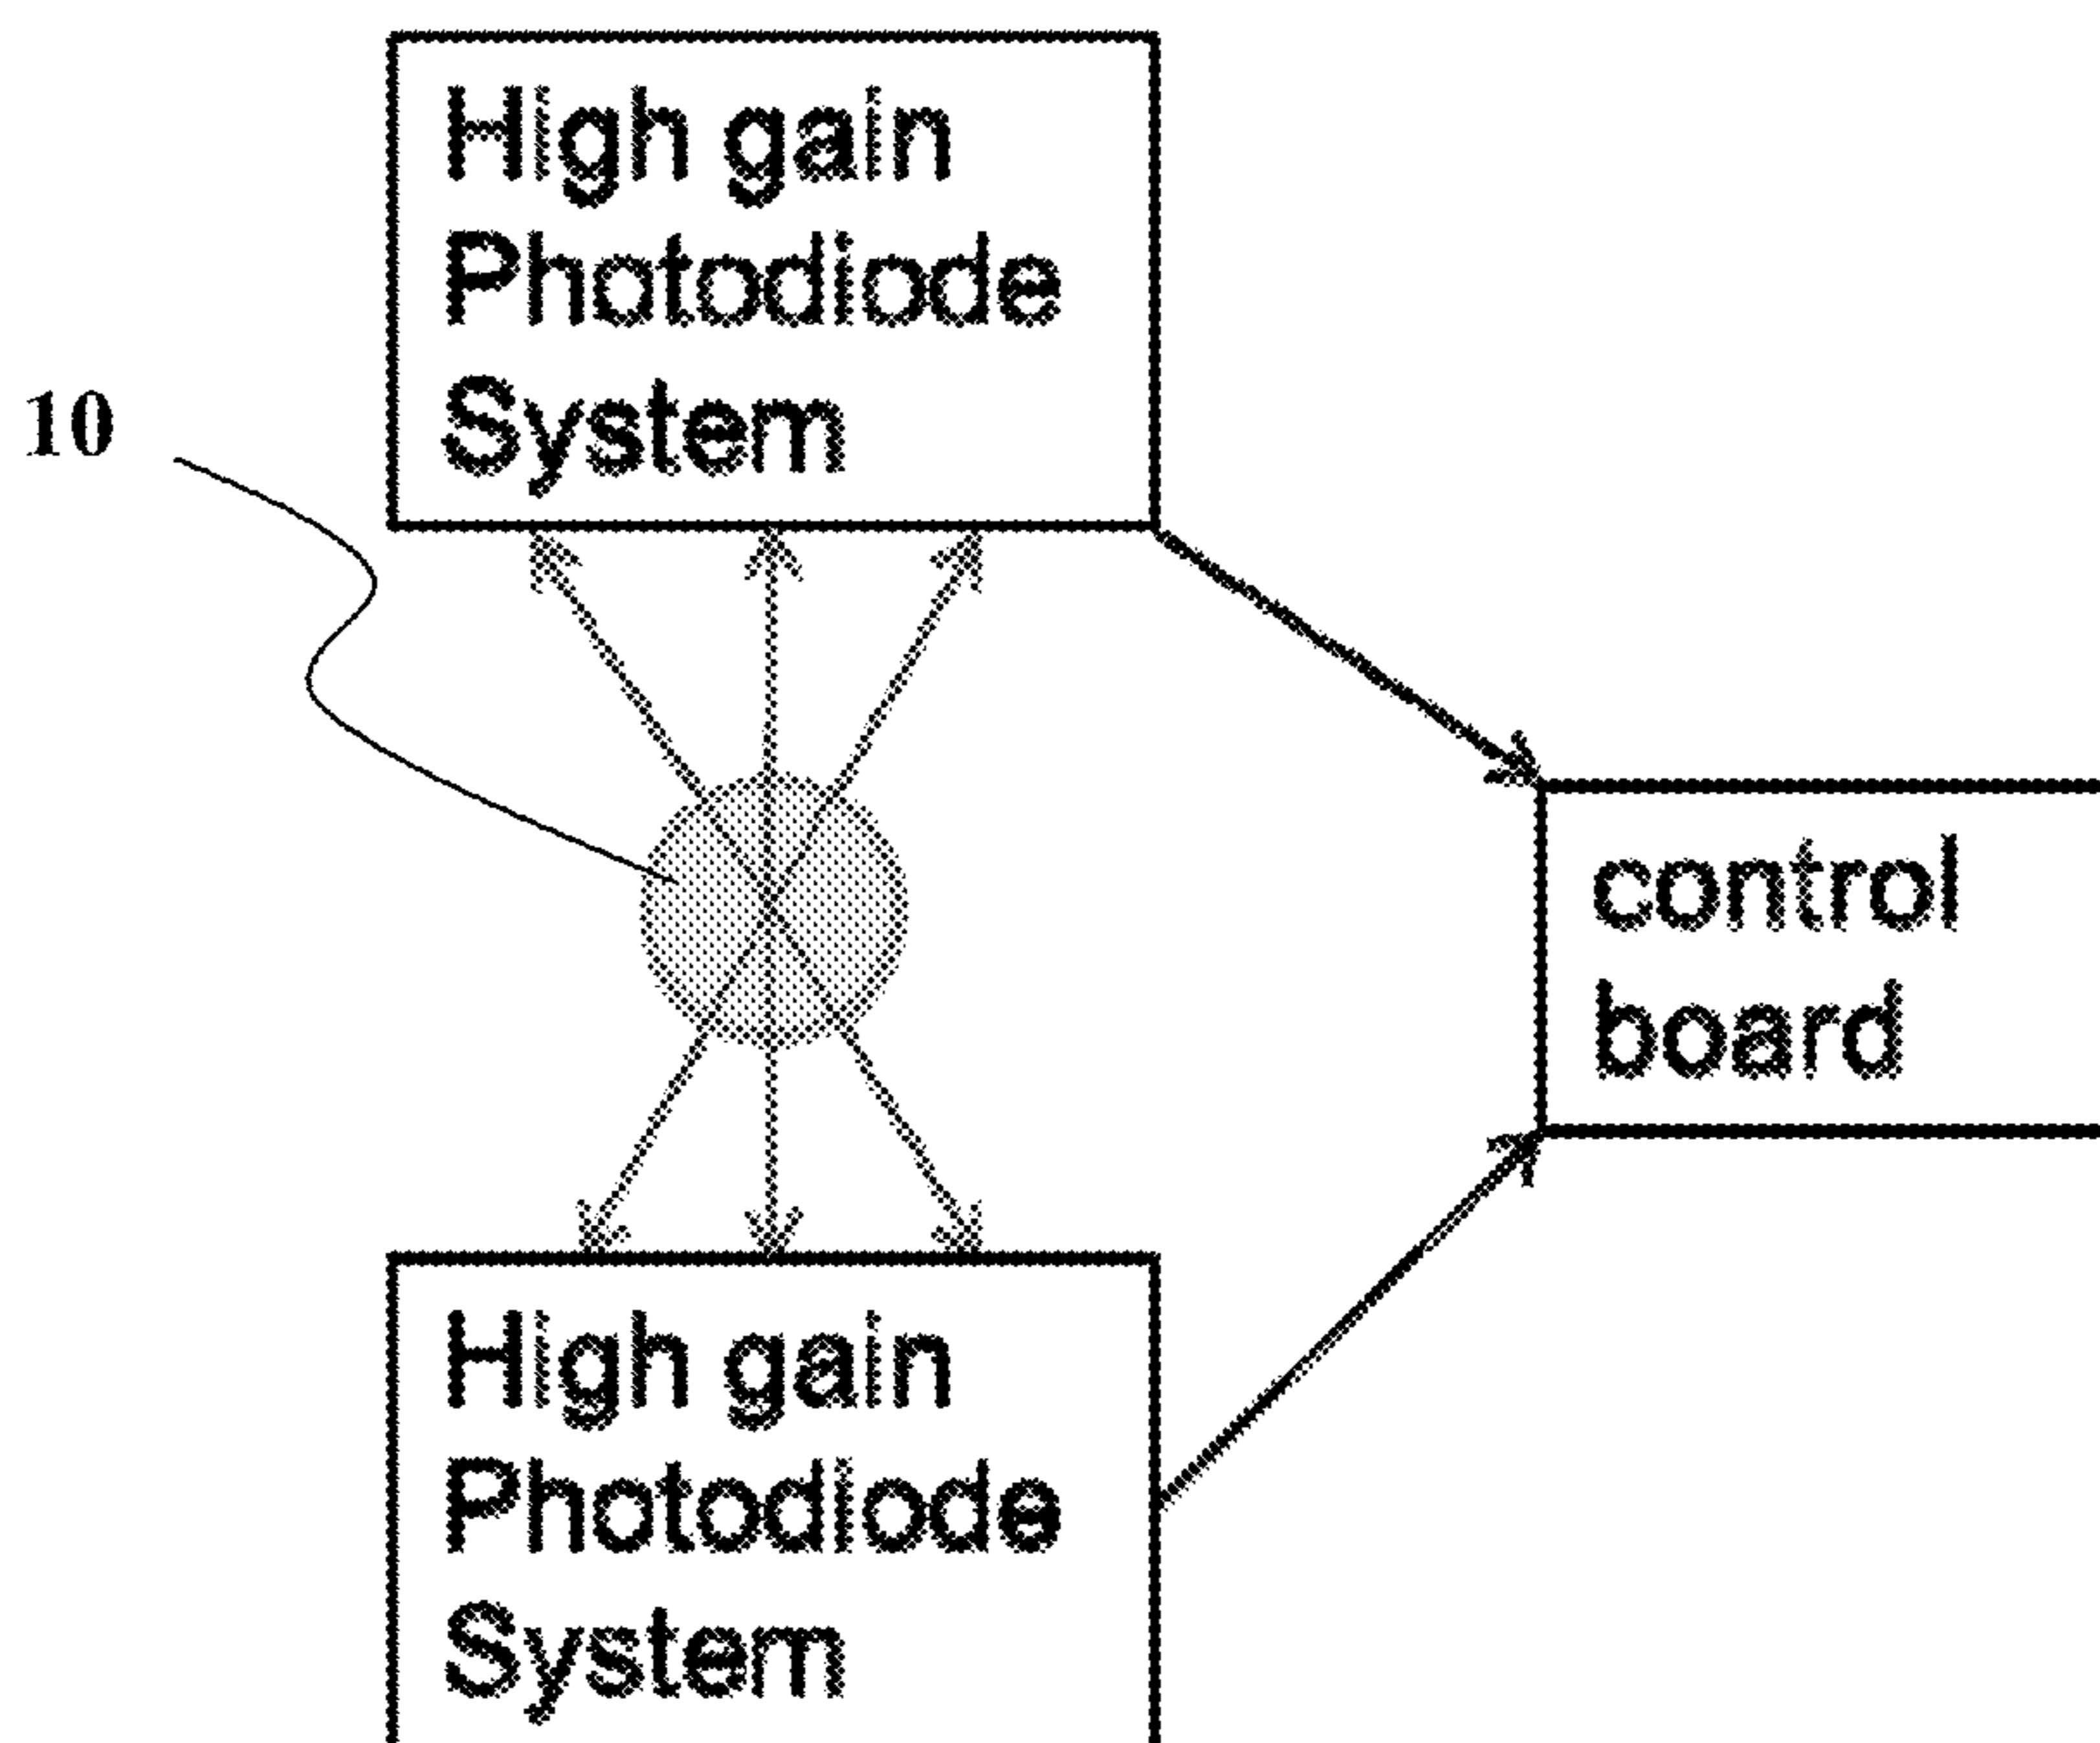 High gain
Photodiode
System
10
control
board
High gain
Photodiode
System